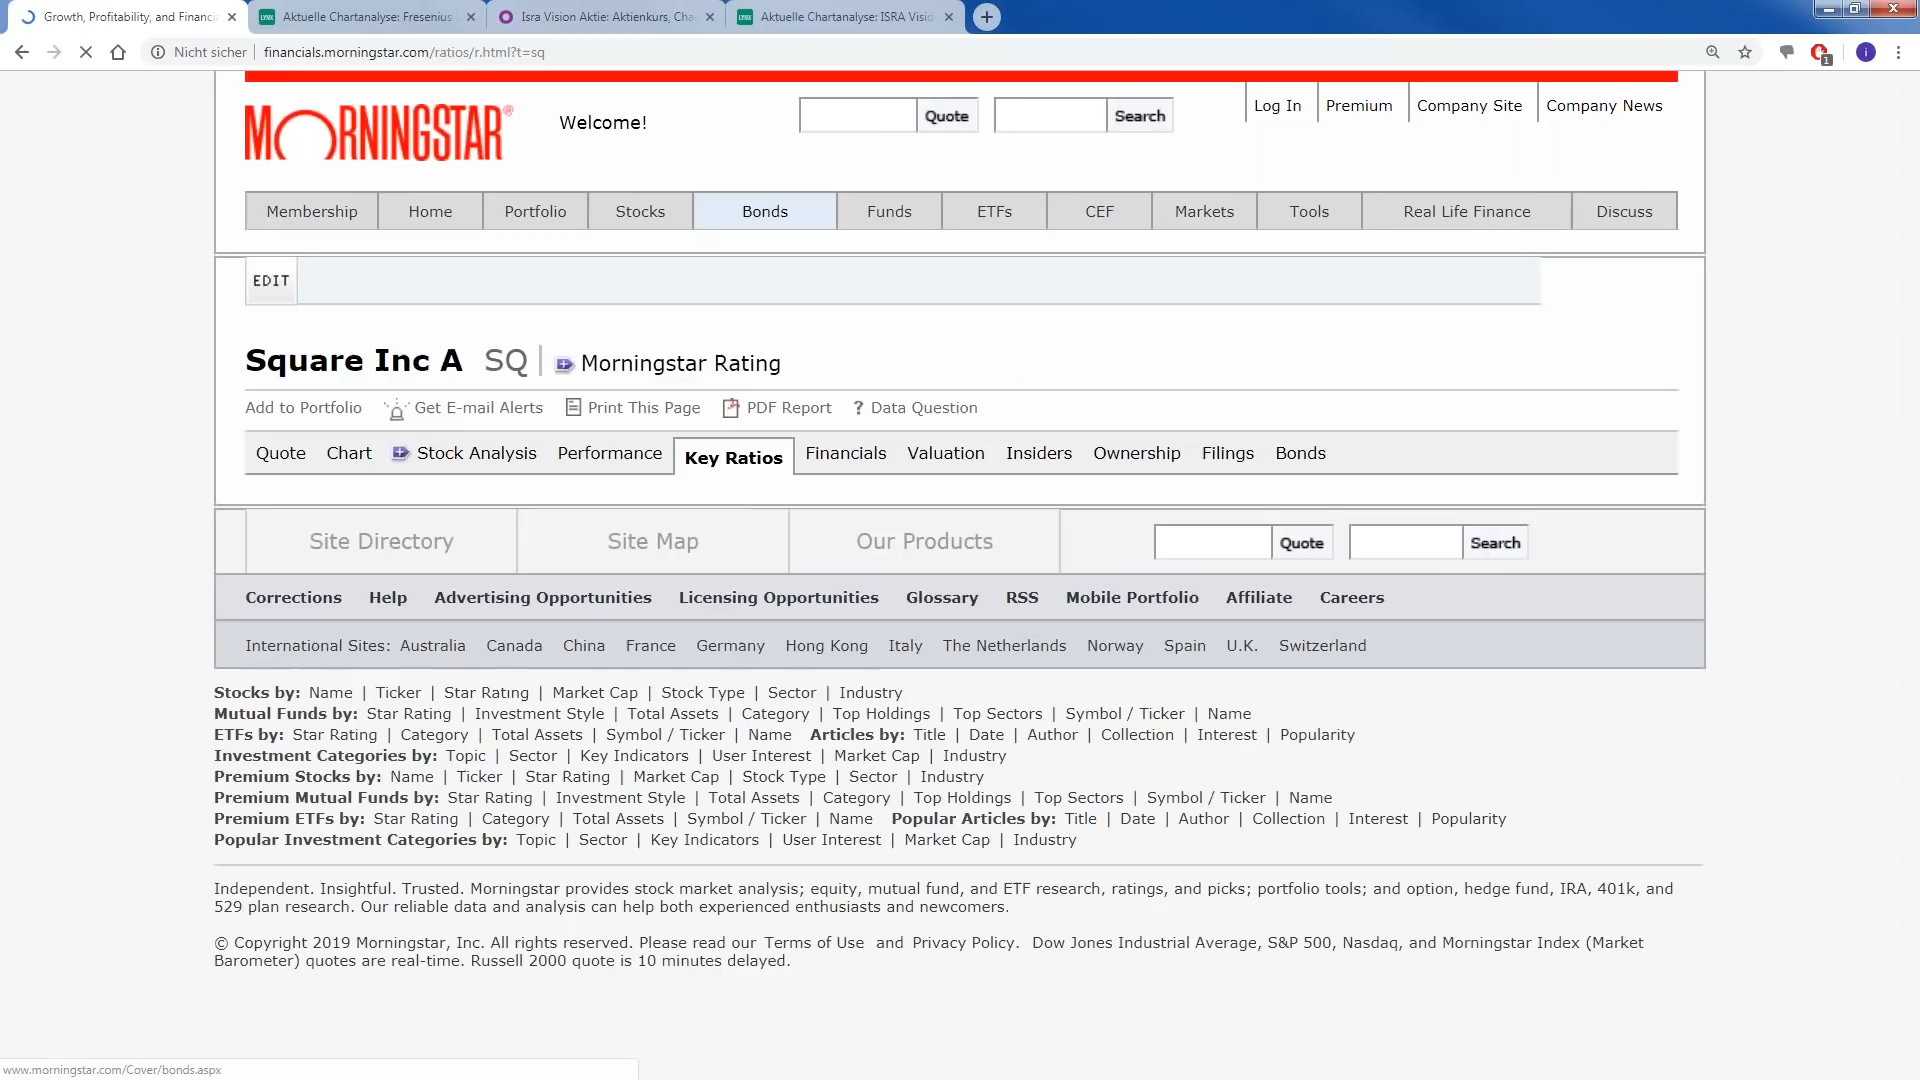 Growth, Profitability, and Financi
Aktuelle Chartanalyse: Fresenius
Isra Vision Aktie: Aktienkurs, Cha
Aktuelle Chartanalyse: ISRA Visio
Nicht sicher | financials.morningstar.com/ratios/r.html?t=sq
1
i
MORNINGSTAR®
Welcome!
Quote
Search
Log In
Premium
Company Site
Company News
Membership Home Portfolio Stocks Bonds Funds ETFs CEF Markets Tools Real Life Finance Discuss
EDIT
Square Inc A SQ Morningstar Rating
Add to Portfolio Get E-mail Alerts Print This Page PDF Report ? Data Question
Quote Chart Stock Analysis Performance Key Ratios Financials Valuation Insiders Ownership Filings Bonds
Site Directory Site Map Our Products Quote Search
Corrections Help Advertising Opportunities Licensing Opportunities Glossary RSS Mobile Portfolio Affiliate Careers
International Sites: Australia Canada China France Germany Hong Kong Italy The Netherlands Norway Spain U.K. Switzerland
Stocks by: Name | Ticker | Star Rating | Market Cap | Stock Type | Sector | Industry
Mutual Funds by: Star Rating | Investment Style | Total Assets | Category | Top Holdings | Top Sectors | Symbol / Ticker | Name
ETFs by: Star Rating | Category | Total Assets | Symbol / Ticker | Name Articles by: Title | Date | Author | Collection | Interest | Popularity
Investment Categories by: Topic | Sector | Key Indicators | User Interest | Market Cap | Industry
Premium Stocks by: Name | Ticker | Star Rating | Market Cap | Stock Type | Sector | Industry
Premium Mutual Funds by: Star Rating | Investment Style | Total Assets | Category | Top Holdings | Top Sectors | Symbol / Ticker | Name
Premium ETFs by: Star Rating | Category | Total Assets | Symbol / Ticker | Name Popular Articles by: Title | Date | Author | Collection | Interest | Popularity
Popular Investment Categories by: Topic | Sector | Key Indicators | User Interest | Market Cap | Industry
Independent. Insightful. Trusted. Morningstar provides stock market analysis; equity, mutual fund, and ETF research, ratings, and picks; portfolio tools; and option, hedge fund, IRA, 401k, and
529 plan research. Our reliable data and analysis can help both experienced enthusiasts and newcomers.
© Copyright 2019 Morningstar, Inc. All rights reserved. Please read our Terms of Use and Privacy Policy. Dow Jones Industrial Average, S&P 500, Nasdaq, and Morningstar Index (Market
Barometer) quotes are real-time. Russell 2000 quote is 10 minutes delayed.
www.morningstar.com/Cover/bonds.aspx